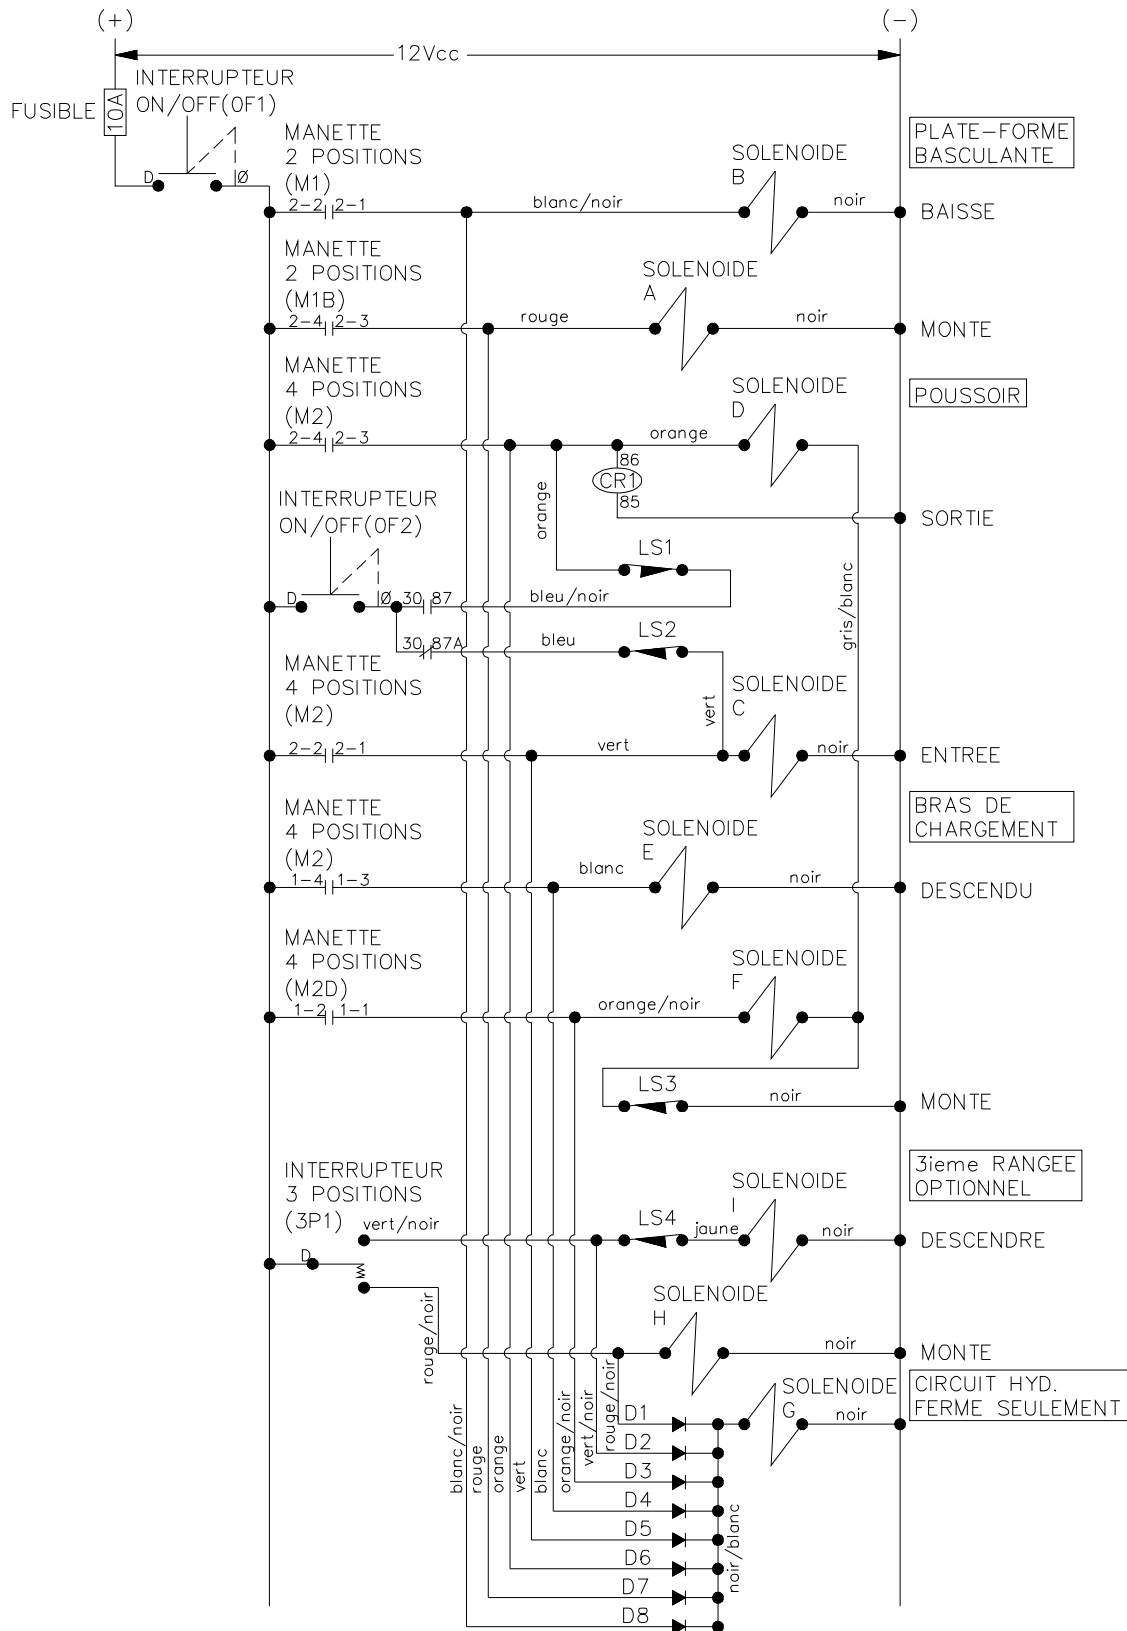 (+)
(-)
12Vcc
FUSIBLE
10A
INTERRUPTEUR
ON/OFF(OF1)
D
Ø
PLATE-FORME
BASCULANTE
MANETTE
2 POSITIONS
(M1)
2-2
2-1
blanc/noir
SOLENOIDE
B
noir
BAISSE
MANETTE
2 POSITIONS
(M1B)
2-4
2-3
rouge
SOLENOIDE
A
noir
MONTE
MANETTE
4 POSITIONS
(M2)
2-4
2-3
orange
SOLENOIDE
D
POUSSOIR
86
CR1
85
orange
SORTIE
INTERRUPTEUR
ON/OFF(OF2)
D
Ø
LS1
30
87
bleu/noir
gris/blanc
30
87A
bleu
LS2
MANETTE
4 POSITIONS
(M2)
2-2
2-1
vert
vert
SOLENOIDE
C
noir
ENTREE
BRAS DE
CHARGEMENT
MANETTE
4 POSITIONS
(M2)
1-4
1-3
blanc
SOLENOIDE
E
noir
DESCENDU
MANETTE
4 POSITIONS
(M2D)
1-2
1-1
orange/noir
SOLENOIDE
F
LS3
noir
MONTE
3ieme RANGEE
OPTIONNEL
INTERRUPTEUR
3 POSITIONS
(3P1)
D
vert/noir
LS4
jaune
SOLENOIDE
I
noir
DESCENDRE
rouge/noir
SOLENOIDE
H
noir
MONTE
CIRCUIT HYD.
FERME SEULEMENT
SOLENOIDE
G
noir
blanc/noir
rouge
orange
vert
blanc
orange/noir
vert/noir
rouge/noir
D1
D2
D3
D4
D5
D6
D7
D8
noir/blanc